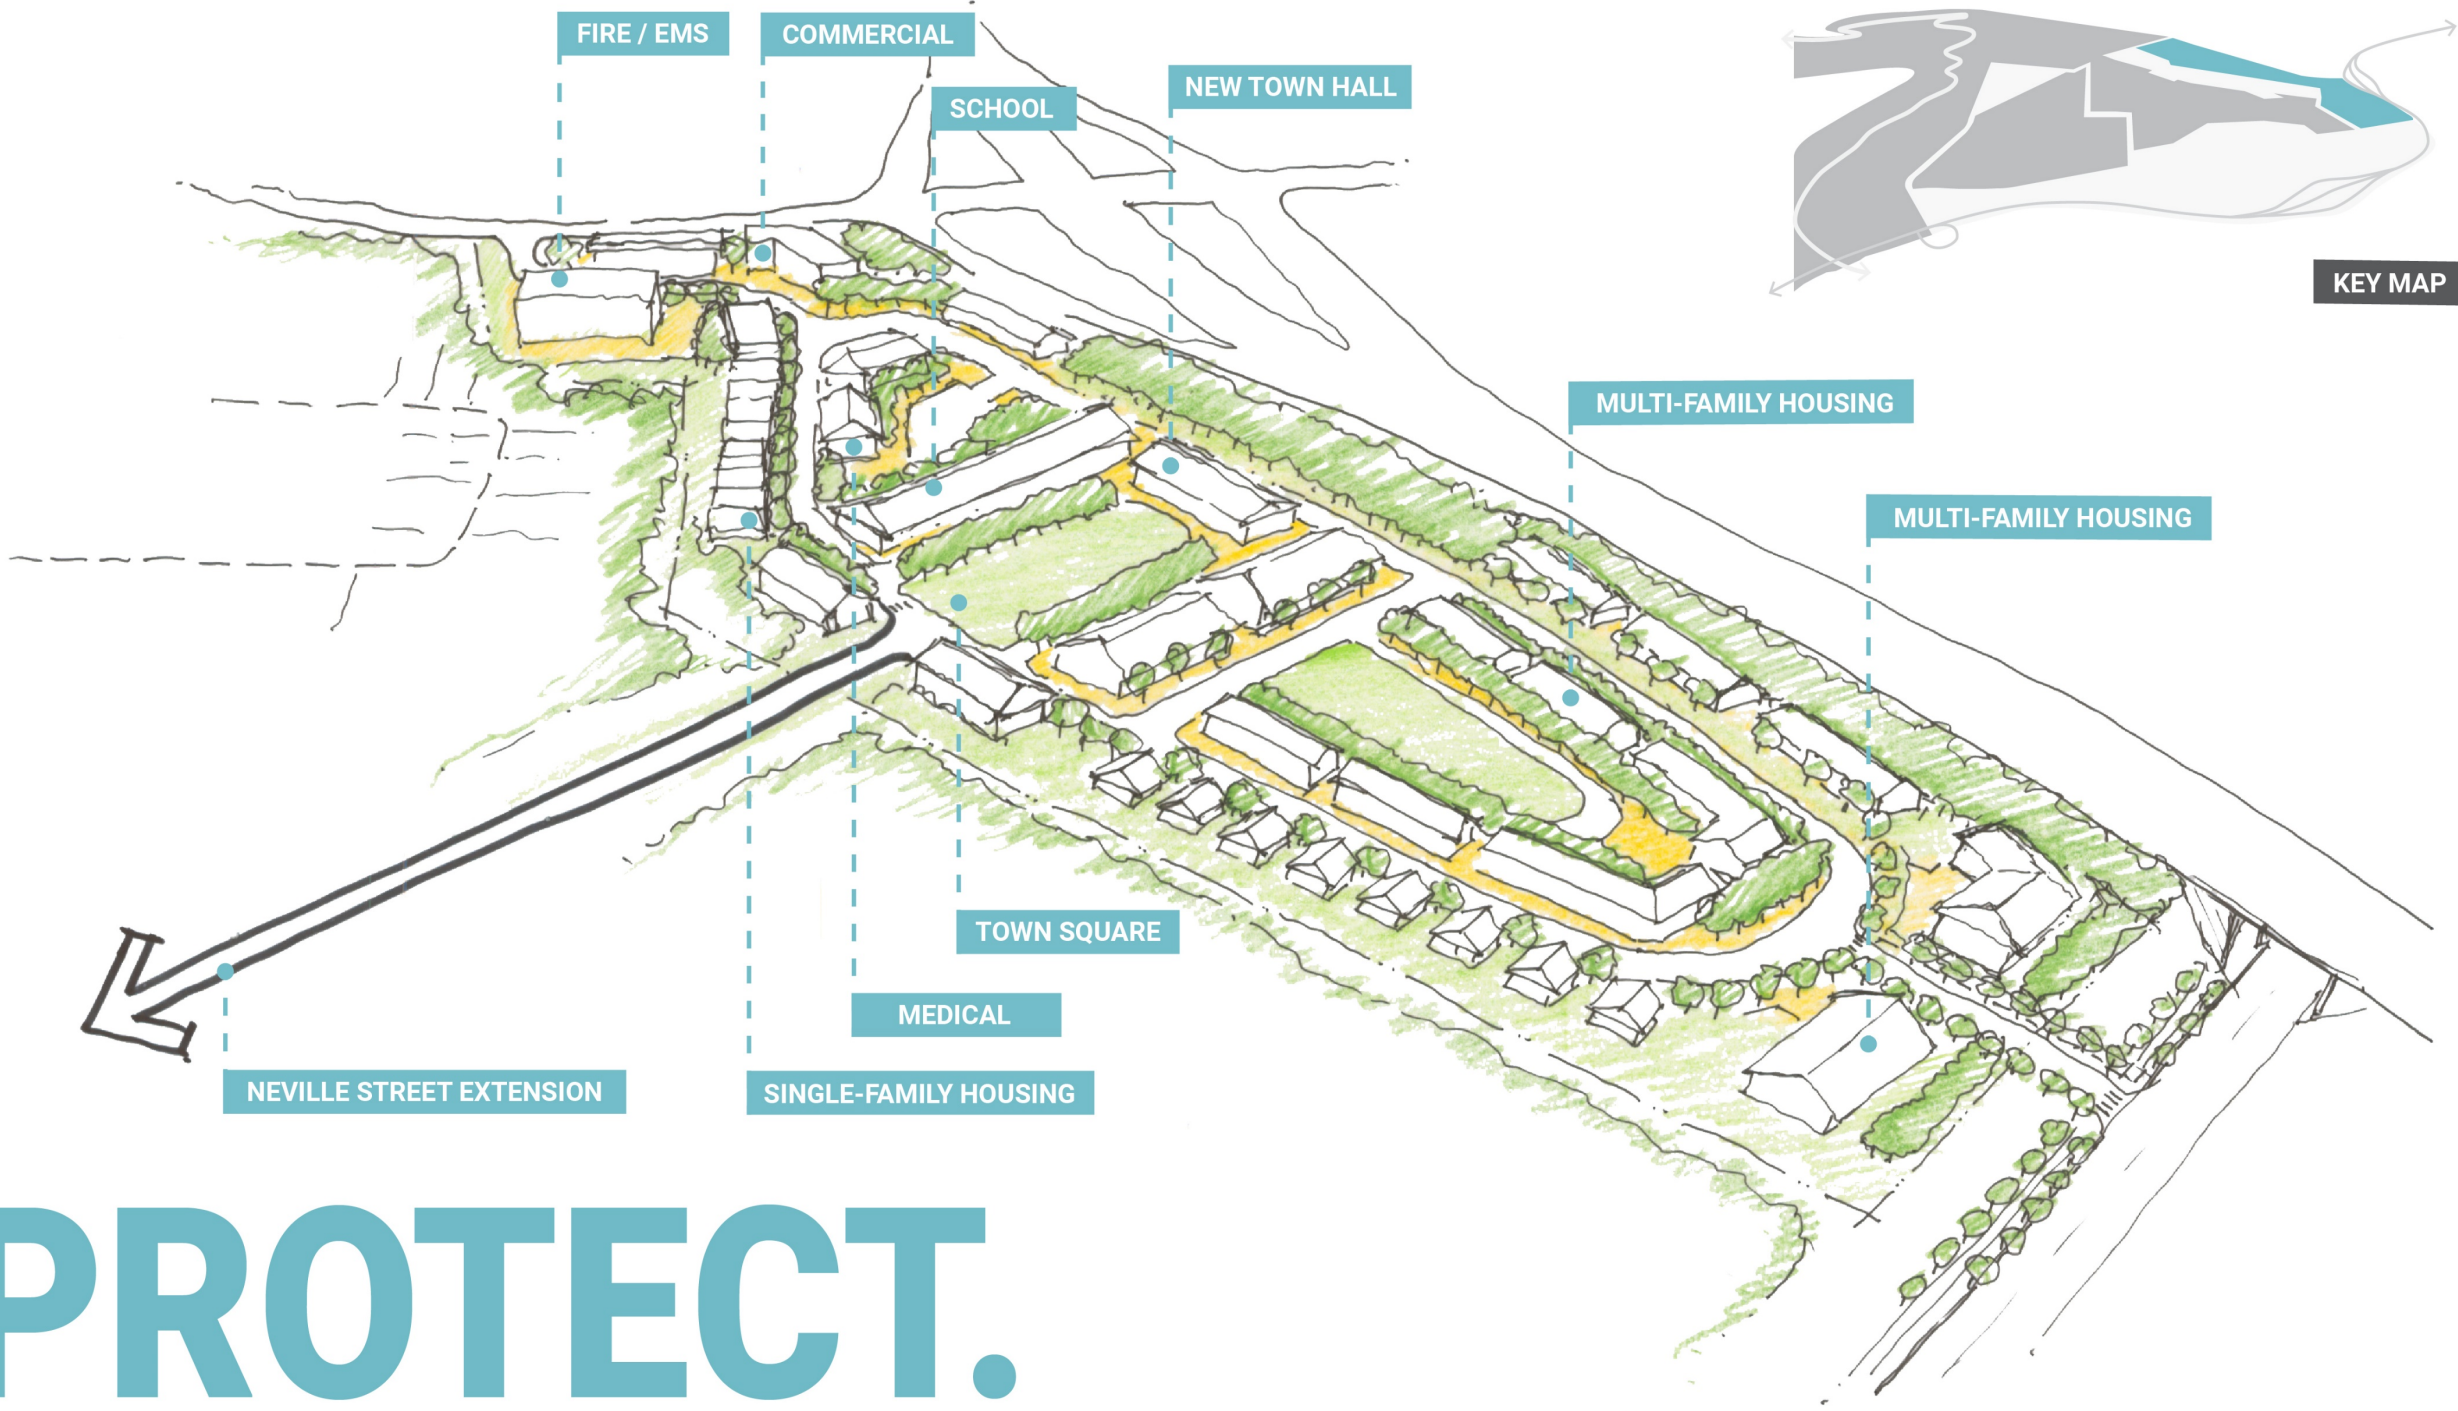 FIRE / EMS
COMMERCIAL
SCHOOL
NEW TOWN HALL
KEY MAP
MULTI-FAMILY HOUSING
MULTI-FAMILY HOUSING
TOWN SQUARE
MEDICAL
NEVILLE STREET EXTENSION
SINGLE-FAMILY HOUSING
PROTECT.